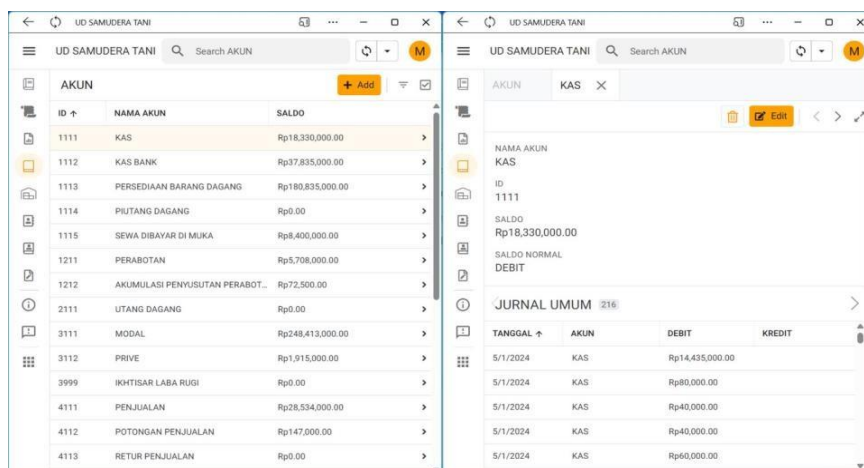 UD SAMUDERA TANI
UD SAMUDERA TANI Search AKUN M
AKUN + Add
ID ↑ NAMA AKUN SALDO
1111 KAS Rp18,330,000.00
1112 KAS BANK Rp37,835,000.00
1113 PERSEDIAAN BARANG DAGANG Rp180,835,000.00
1114 PIUTANG DAGANG Rp0.00
1115 SEWA DIBAYAR DI MUKA Rp8,400,000.00
1211 PERABOTAN Rp5,708,000.00
1212 AKUMULASI PENYUSUTAN PERABOT... Rp72,500.00
2111 UTANG DAGANG Rp0.00
3111 MODAL Rp248,413,000.00
3112 PRIVE Rp1,915,000.00
3999 IKHTISAR LABA RUGI Rp0.00
4111 PENJUALAN Rp28,534,000.00
4112 POTONGAN PENJUALAN Rp147,000.00
4113 RETUR PENJUALAN Rp0.00
UD SAMUDERA TANI
UD SAMUDERA TANI Search AKUN M
AKUN KAS
Edit
NAMA AKUN
KAS
ID
1111
SALDO
Rp18,330,000.00
SALDO NORMAL
DEBIT
JURNAL UMUM 216
TANGGAL ↑ AKUN DEBIT KREDIT
5/1/2024 KAS Rp14,435,000.00
5/1/2024 KAS Rp80,000.00
5/1/2024 KAS Rp40,000.00
5/1/2024 KAS Rp40,000.00
5/1/2024 KAS Rp60,000.00